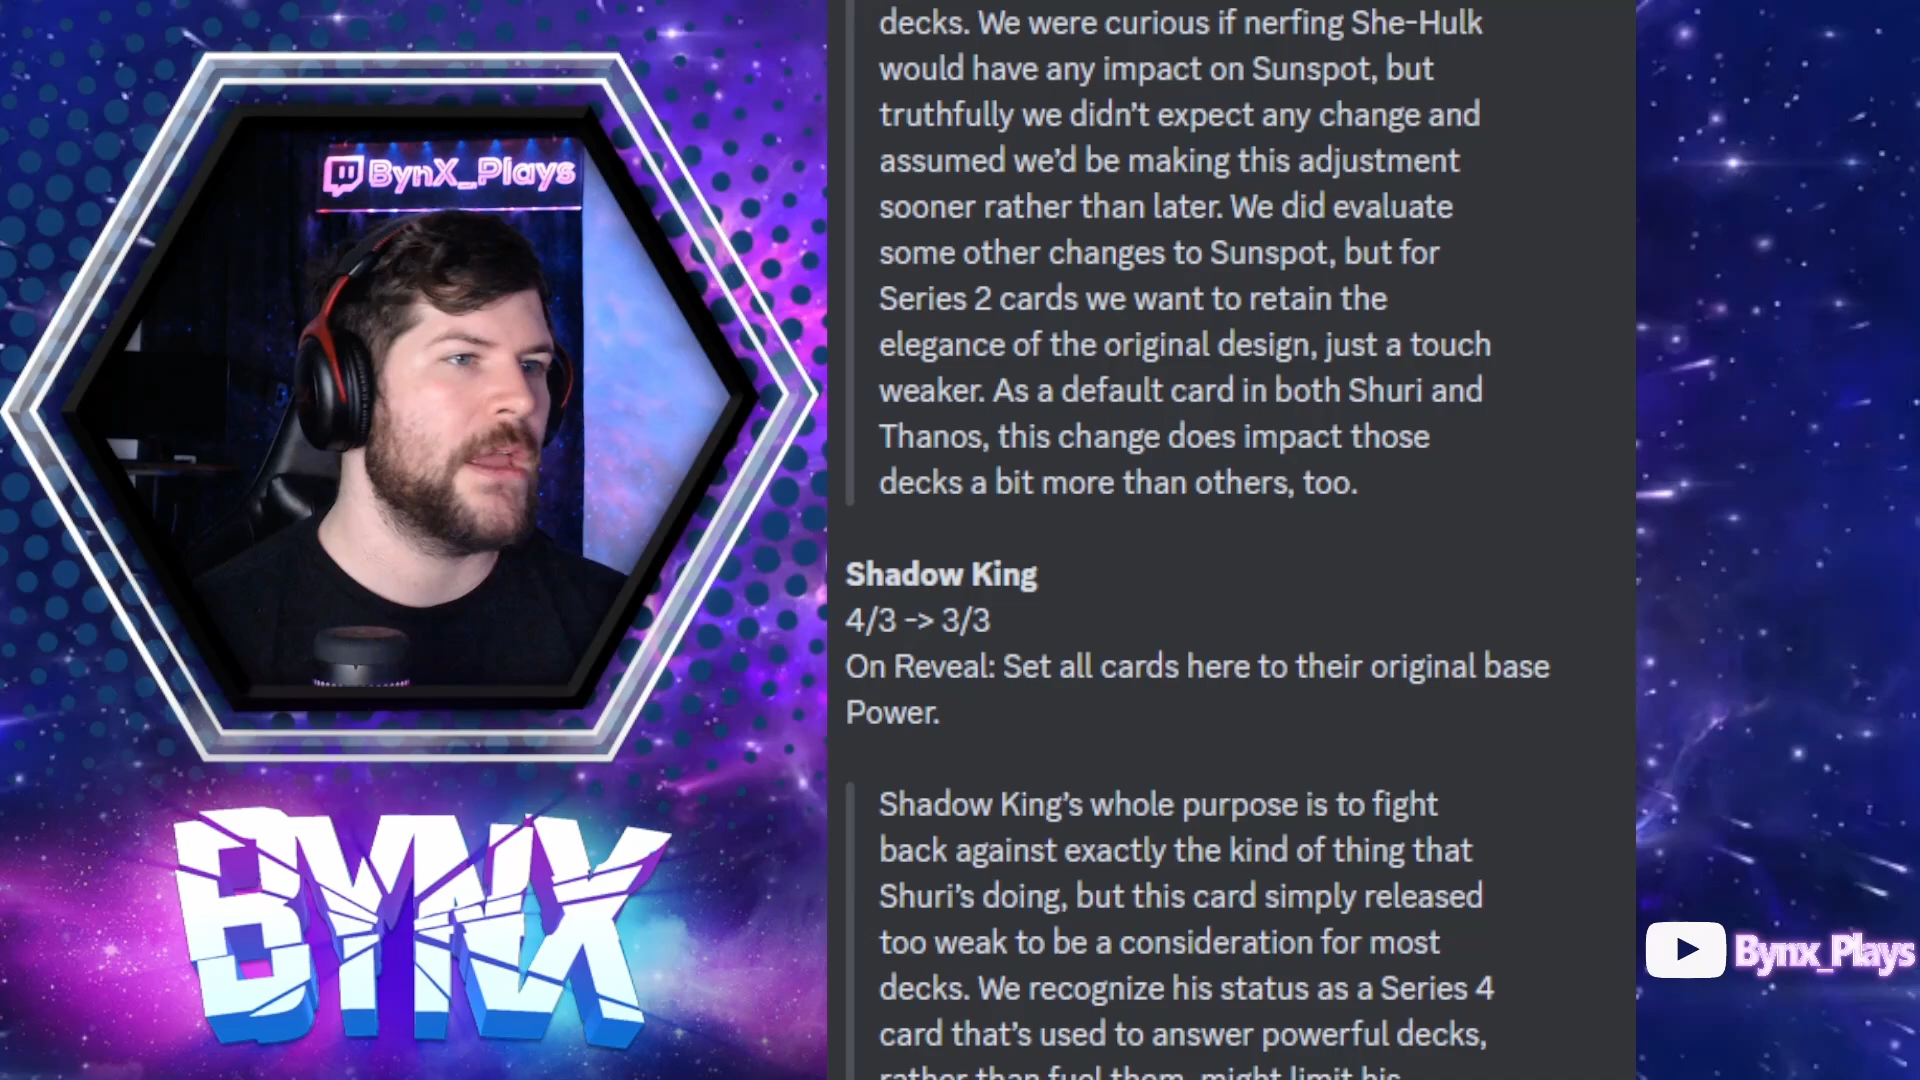 BynX_Plays
BYNX
decks. We were curious if nerfing She-Hulk
would have any impact on Sunspot, but
truthfully we didn’t expect any change and
assumed we’d be making this adjustment
sooner rather than later. We did evaluate
some other changes to Sunspot, but for
Series 2 cards we want to retain the
elegance of the original design, just a touch
weaker. As a default card in both Shuri and
Thanos, this change does impact those
decks a bit more than others, too.
Shadow King
4/3 -> 3/3
On Reveal: Set all cards here to their original base
Power.
Shadow King’s whole purpose is to fight
back against exactly the kind of thing that
Shuri’s doing, but this card simply released
too weak to be a consideration for most
decks. We recognize his status as a Series 4
card that’s used to answer powerful decks,
rather than fuel them, might limit his
Bynx_Plays